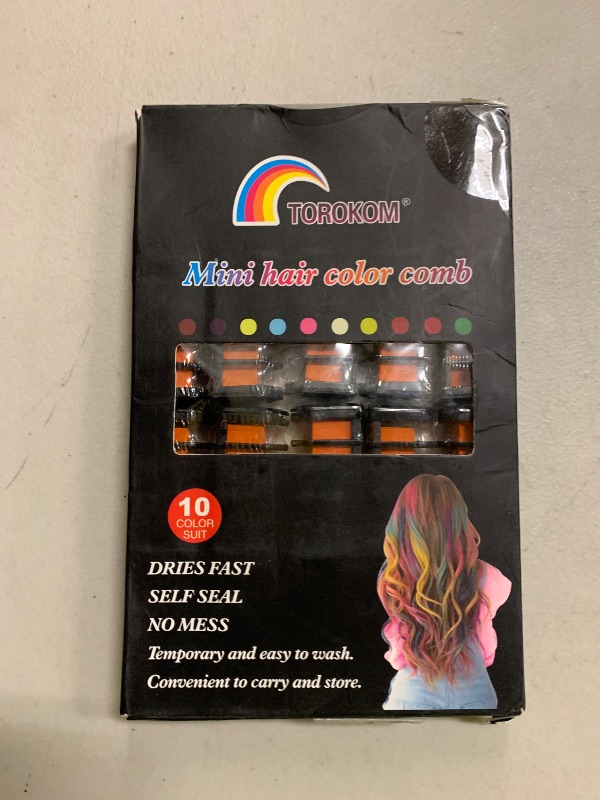 TOROKOM®
Mini hair color comb
10
COLOR
SUIT
DRIES FAST
SELF SEAL
NO MESS
Temporary and easy to wash.
Convenient to carry and store.